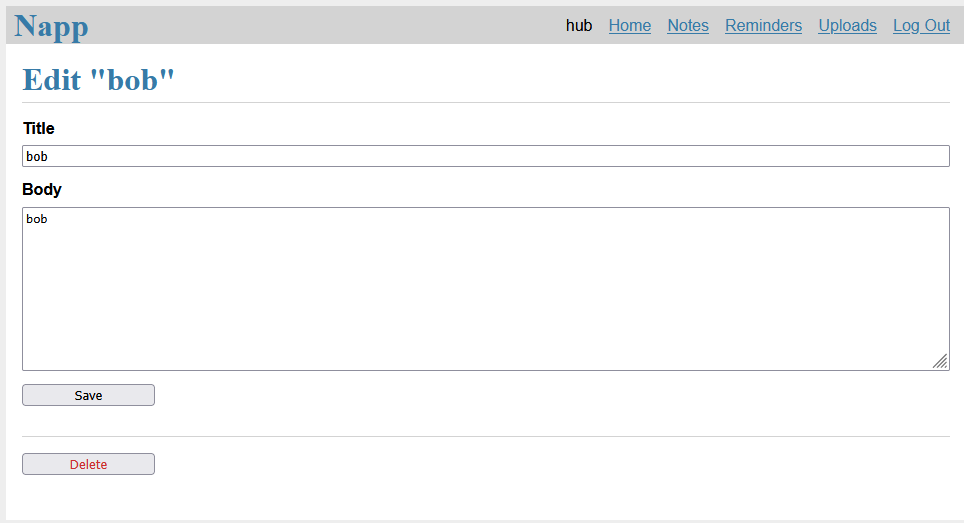 Napp
hub Home Notes Reminders Uploads Log Out
Edit "bob"
Title
bob
Body
bob
Save
Delete